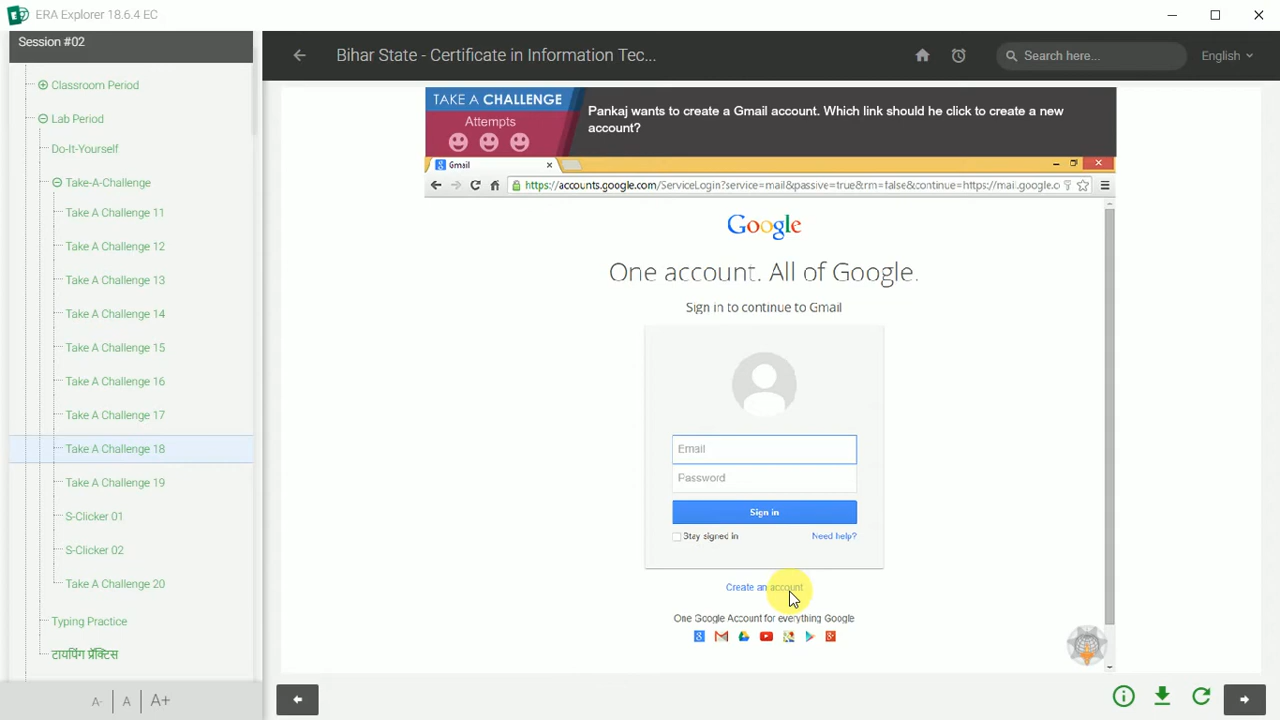 ERA Explorer 18.6.4 EC
Session #02
Classroom Period
Lab Period
Do-It-Yourself
Take-A-Challenge
Take A Challenge 11
Take A Challenge 12
Take A Challenge 13
Take A Challenge 14
Take A Challenge 15
Take A Challenge 16
Take A Challenge 17
Take A Challenge 18
Take A Challenge 19
S-Clicker 01
S-Clicker 02
Take A Challenge 20
Typing Practice
टायपिंग प्रॅक्टिस
A- A A+
Bihar State - Certificate in Information Tec...
Search here...
English
TAKE A CHALLENGE
Attempts
Pankaj wants to create a Gmail account. Which link should he click to create a new
account?
Gmail
https://accounts.google.com/ServiceLogin?service=mail&passive=true&rm=false&continue=https://mail.google.c
Google
One account. All of Google.
Sign in to continue to Gmail
Email
Password
Sign in
Stay signed in Need help?
Create an account
One Google Account for everything Google